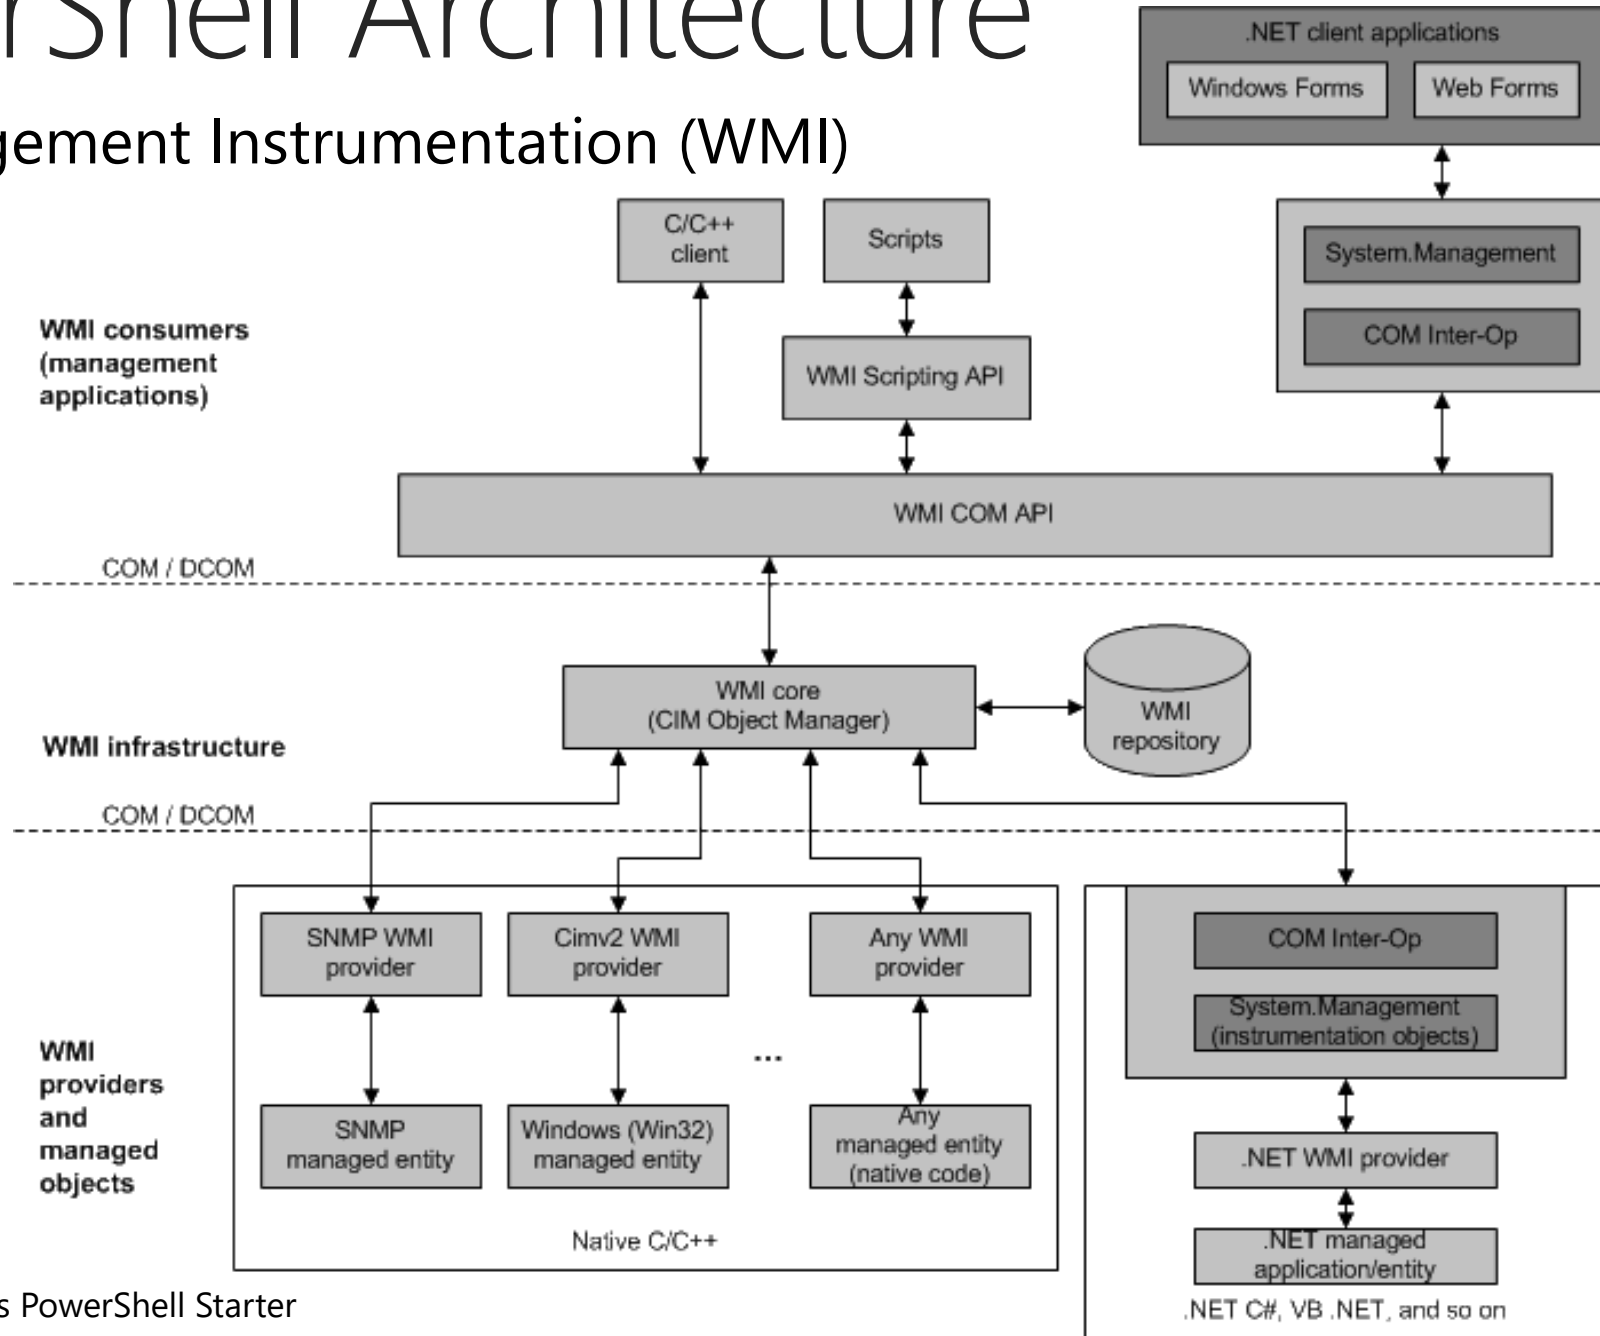 rShell Architecture
gement Instrumentation (WMI)
.NET client applications
Windows Forms
Web Forms
C/C++
client
Scripts
System.Management
COM Inter-Op
WMI consumers
(management
applications)
WMI Scripting API
WMI COM API
COM / DCOM
WMI core
(CIM Object Manager)
WMI
repository
WMI infrastructure
COM / DCOM
SNMP WMI
provider
Cimv2 WMI
provider
Any WMI
provider
COM Inter-Op
System.Management
(instrumentation objects)
...
WMI
providers
and
managed
objects
SNMP
managed entity
Windows (Win32)
managed entity
Any
managed entity
(native code)
.NET WMI provider
Native C/C++
.NET managed
application/entity
.NET C#, VB .NET, and so on
s PowerShell Starter